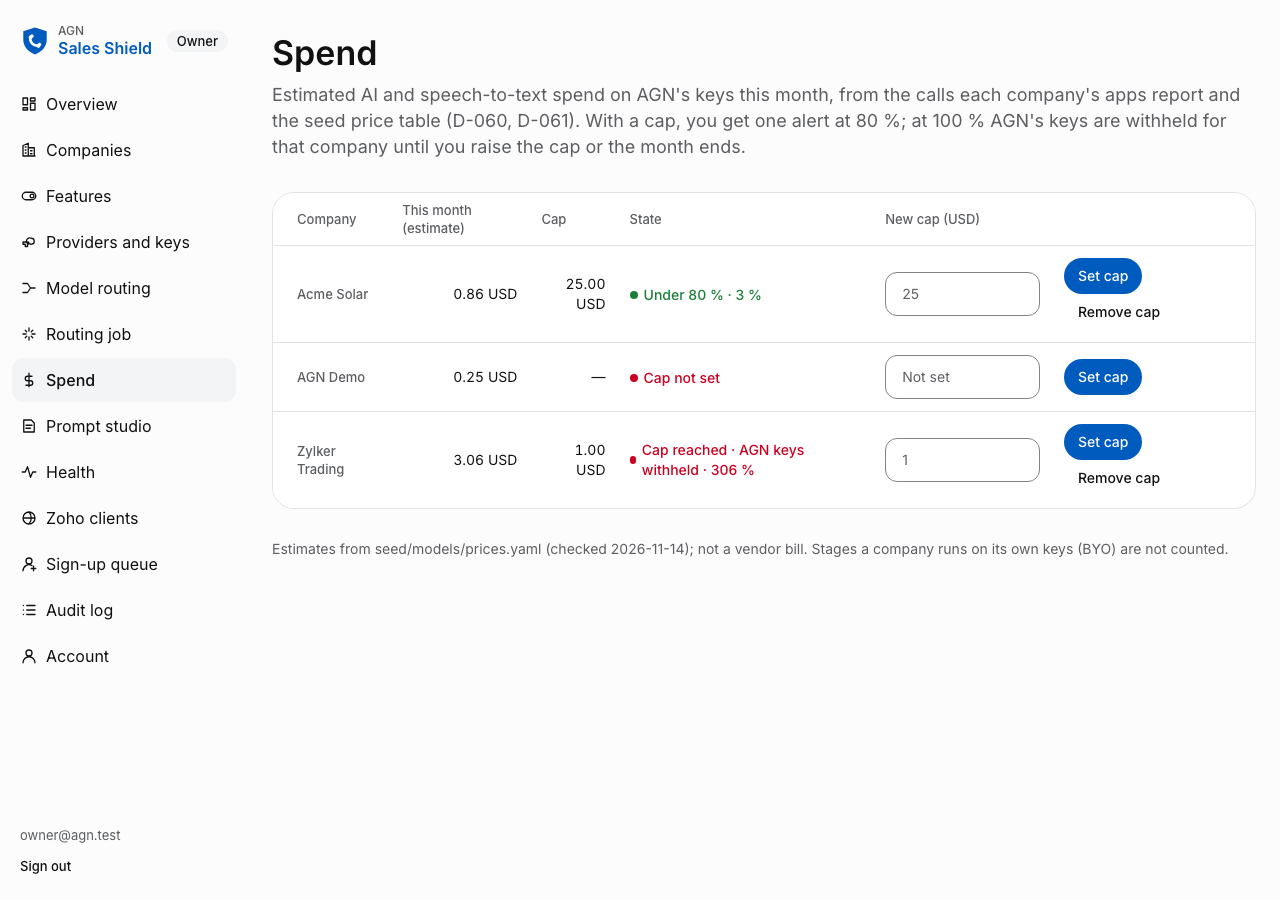 AGN
Sales Shield
Owner
Overview
Companies
Features
Providers and keys
Model routing
Routing job
Spend
Prompt studio
Health
Zoho clients
Sign-up queue
Audit log
Account
owner@agn.test
Sign out
Spend
Estimated AI and speech-to-text spend on AGN's keys this month, from the calls each company's apps report and
the seed price table (D-060, D-061). With a cap, you get one alert at 80 %; at 100 % AGN's keys are withheld for
that company until you raise the cap or the month ends.
Company
This month
(estimate)
Cap
State
New cap (USD)
Acme Solar
0.86 USD
25.00
USD
Under 80 % · 3 %
25
Set cap
Remove cap
AGN Demo
0.25 USD
—
Cap not set
Not set
Set cap
Zylker
Trading
3.06 USD
1.00
USD
Cap reached · AGN keys
withheld · 306 %
1
Set cap
Remove cap
Estimates from seed/models/prices.yaml (checked 2026-11-14); not a vendor bill. Stages a company runs on its own keys (BYO) are not counted.